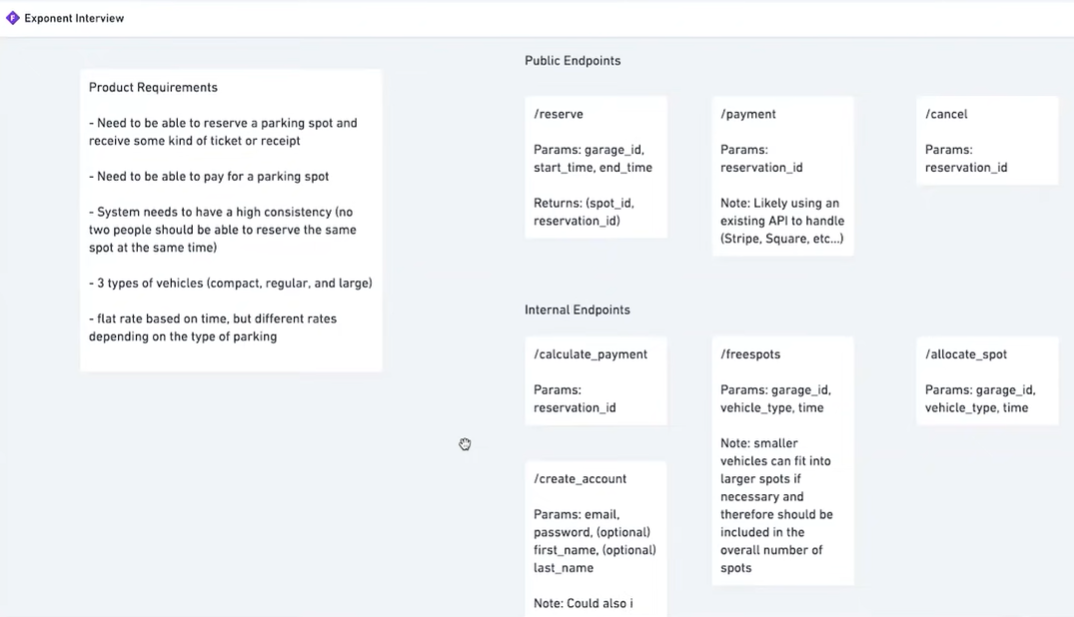 Exponent Interview
Product Requirements
- Need to be able to reserve a parking spot and
receive some kind of ticket or receipt
- Need to be able to pay for a parking spot
- System needs to have a high consistency (no
two people should be able to reserve the same
spot at the same time)
- 3 types of vehicles (compact, regular, and large)
- flat rate based on time, but different rates
depending on the type of parking
Public Endpoints
/reserve
Params: garage_id,
start_time, end_time
Returns: (spot_id,
reservation_id)
/payment
Params:
reservation_id
Note: Likely using an
existing API to handle
(Stripe, Square, etc...)
/cancel
Params:
reservation_id
Internal Endpoints
/calculate_payment
Params:
reservation_id
/freespots
Params: garage_id,
vehicle_type, time
Note: smaller
vehicles can fit into
larger spots if
necessary and
therefore should be
included in the
overall number of
spots
/allocate_spot
Params: garage_id,
vehicle_type, time
/create_account
Params: email,
password, (optional)
first_name, (optional)
last_name
Note: Could also i